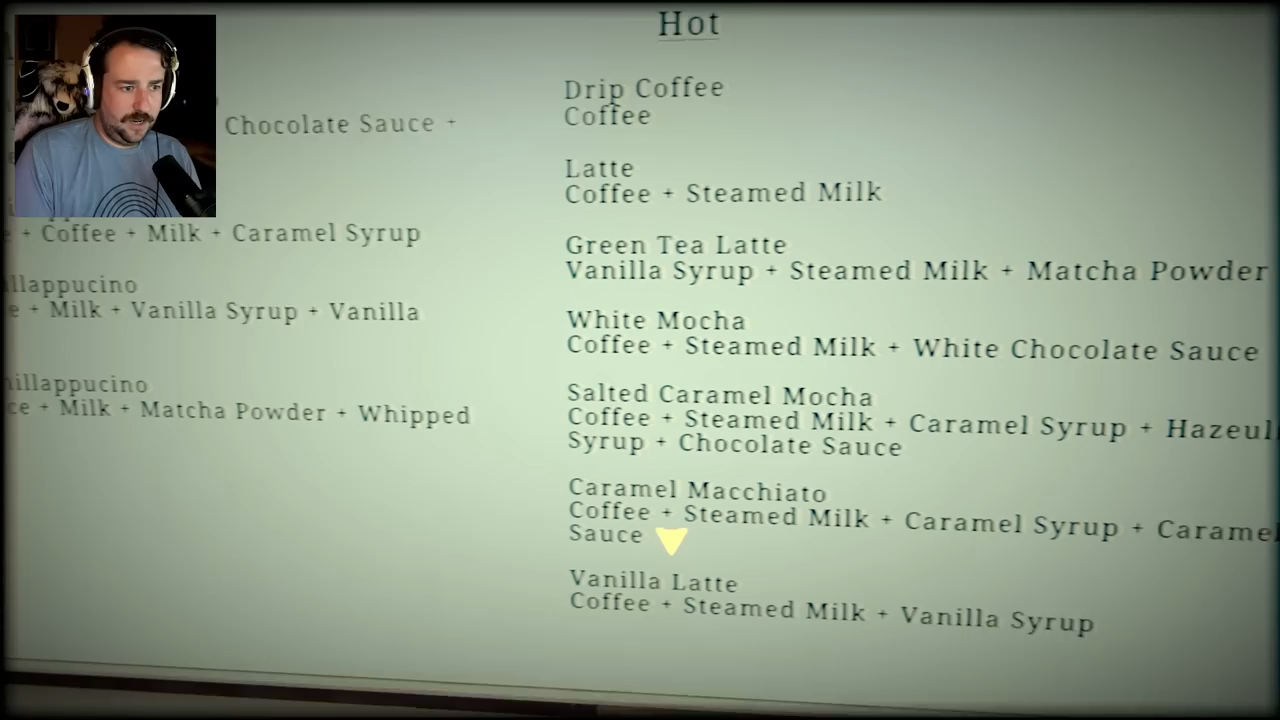 Hot
Chocolate Sauce +
+ Coffee + Milk + Caramel Syrup
+ Milk + Vanilla Syrup + Vanilla
+ Milk + Matcha Powder + Whipped
Drip Coffee
Coffee
Latte
Coffee + Steamed Milk
Green Tea Latte
Vanilla Syrup + Steamed Milk + Matcha Powder
White Mocha
Coffee + Steamed Milk + White Chocolate Sauce
Salted Caramel Mocha
Coffee + Steamed Milk + Caramel Syrup + Hazeul
Syrup + Chocolate Sauce
Caramel Macchiato
Coffee + Steamed Milk + Caramel Syrup + Carame
Sauce
Vanilla Latte
Coffee + Steamed Milk + Vanilla Syrup